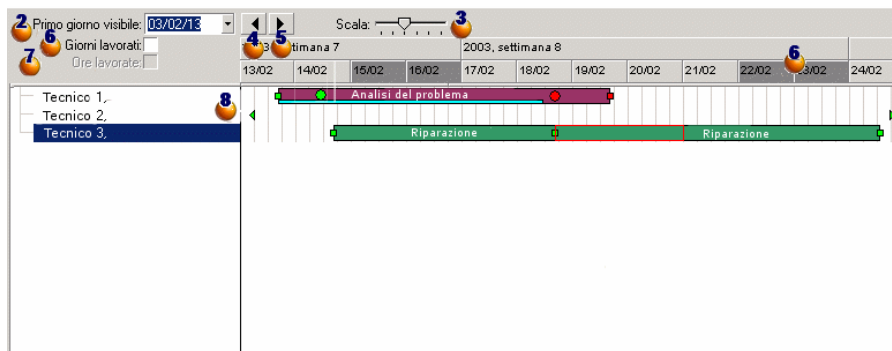 2 Primo giorno visibile: 03/02/13 Scala: 3
6 Giorni lavorati: 4 5 timana 7 2003, settimana 8 6
7 Ore lavorate:
13/02 14/02 15/02 16/02 17/02 18/02 19/02 20/02 21/02 22/02 23/02 24/02
Tecnico 1, 8 Analisi del problema
Tecnico 2,
Tecnico 3, Riparazione Riparazione